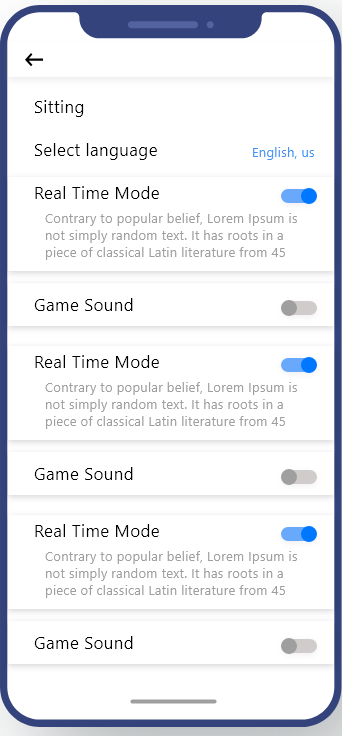 Sitting
Select language
English, us
Real Time Mode
Contrary to popular belief, Lorem Ipsum is
not simply random text. It has roots in a
piece of classical Latin literature from 45
Game Sound
Real Time Mode
Contrary to popular belief, Lorem Ipsum is
not simply random text. It has roots in a
piece of classical Latin literature from 45
Game Sound
Real Time Mode
Contrary to popular belief, Lorem Ipsum is
not simply random text. It has roots in a
piece of classical Latin literature from 45
Game Sound